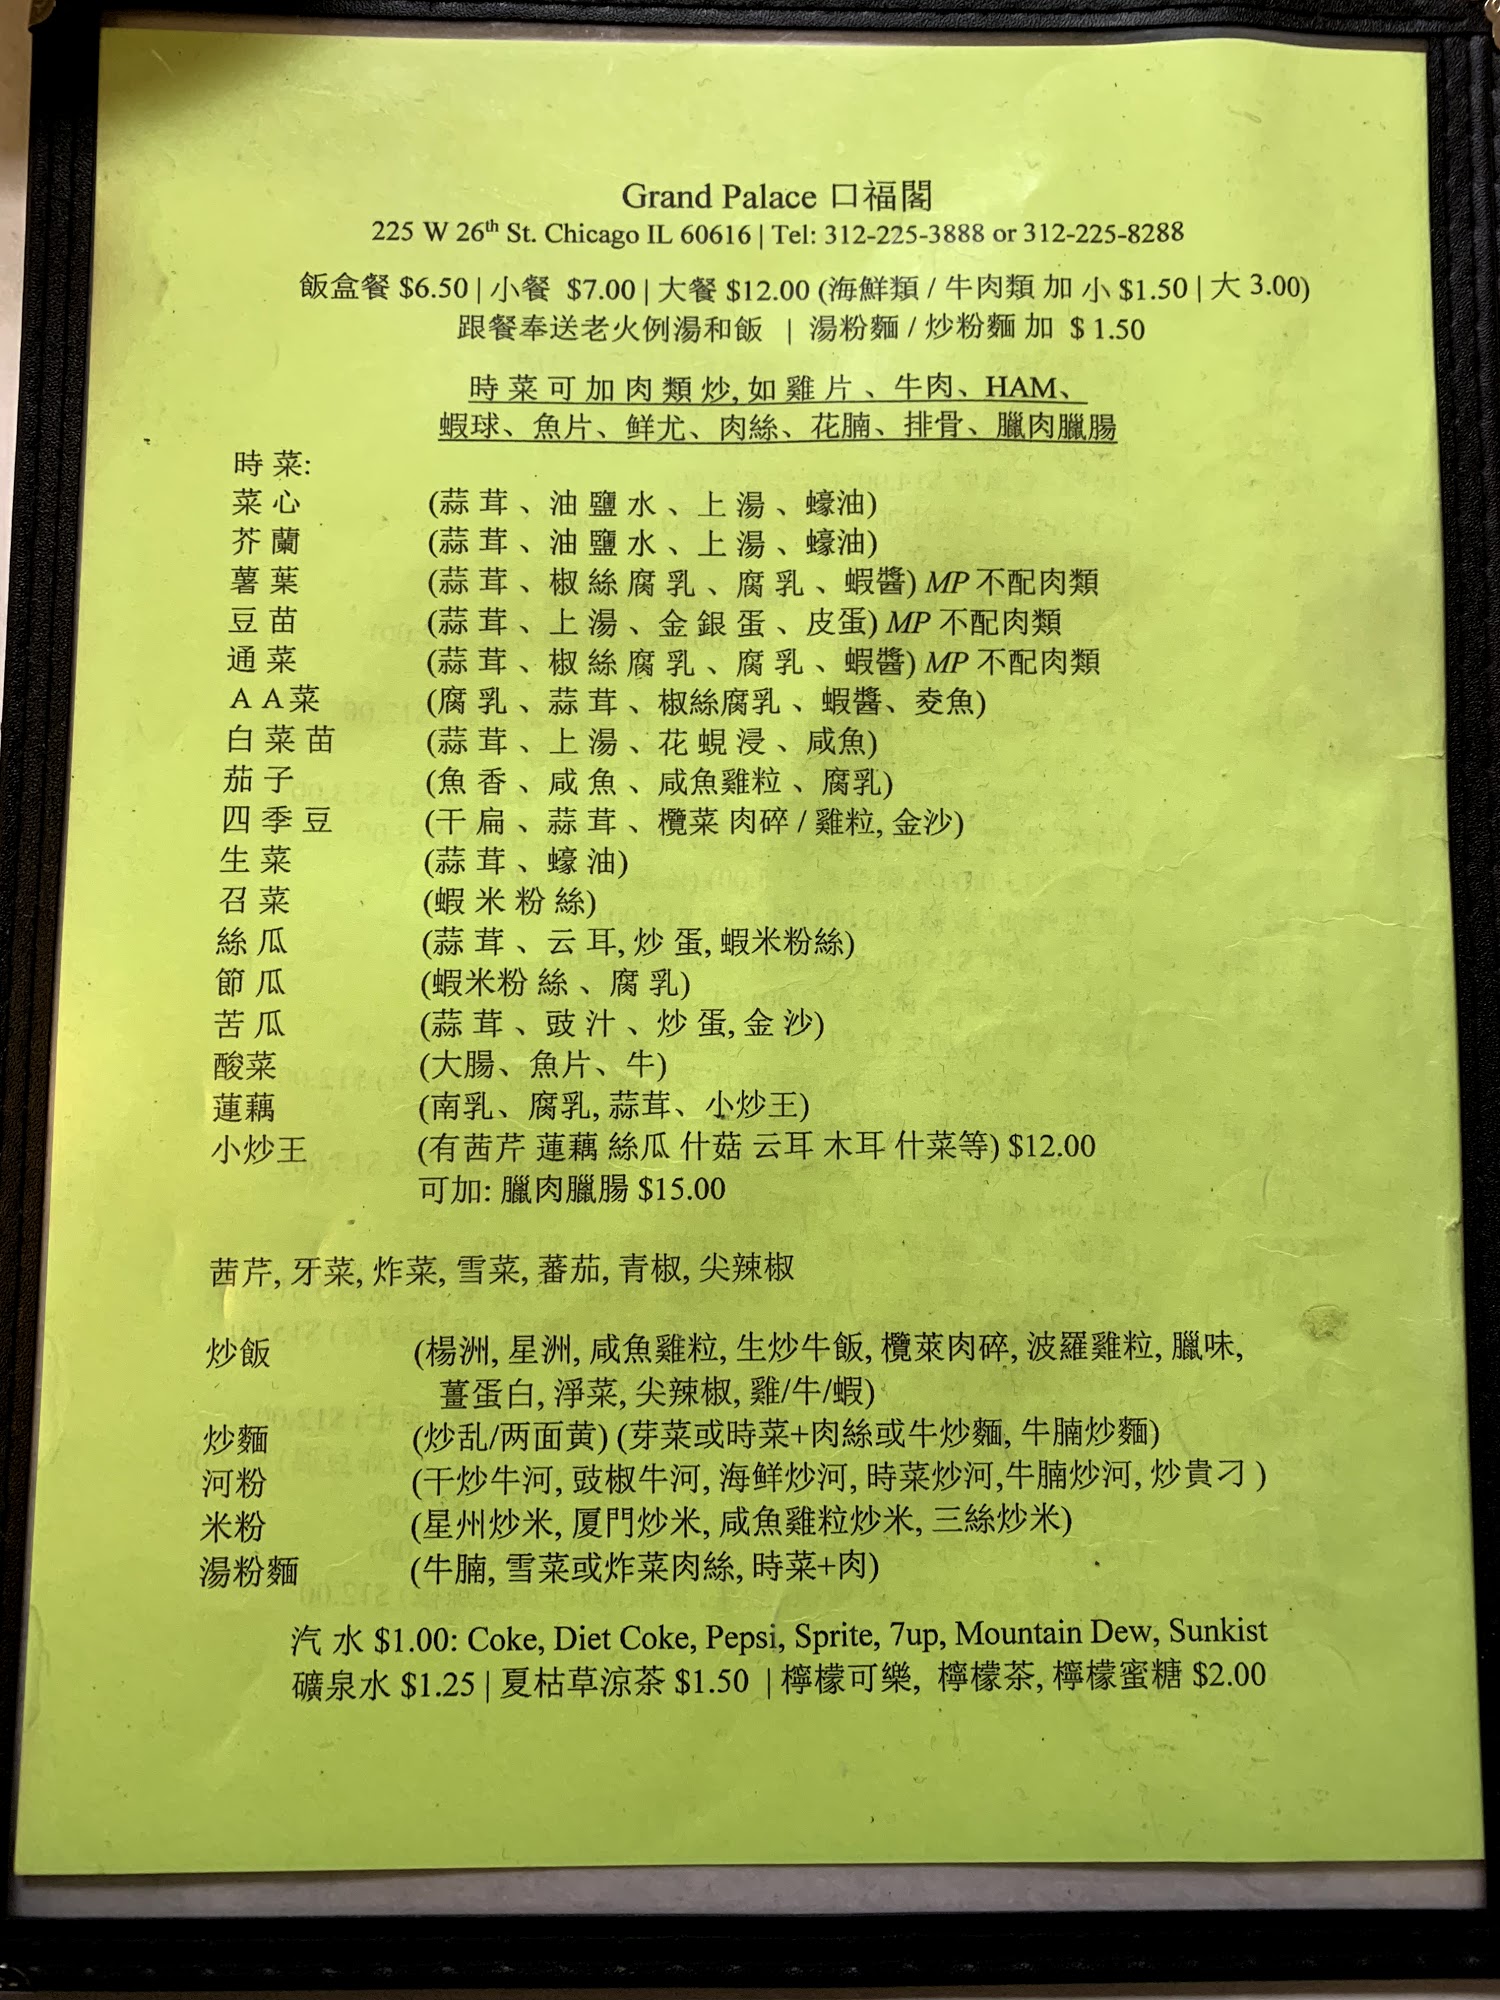 Grand Palace 口福閣
225 W 26th St. Chicago IL 60616 | Tel: 312-225-3888 or 312-225-8288
飯盒餐 $6.50 | 小餐 $7.00 | 大餐 $12.00 (海鮮類 / 牛肉類 加 小 $1.50 | 大 3.00)
跟餐奉送老火例湯和飯 | 湯粉麵 / 炒粉麵 加 $ 1.50
時菜可加肉類炒, 如雞片、牛肉、HAM、
蝦球、魚片、鮮尤、肉絲、花腩、排骨、臘肉臘腸
時菜:
菜心 (蒜茸、油鹽水、上湯、蠔油)
芥蘭 (蒜茸、油鹽水、上湯、蠔油)
薯葉 (蒜茸、椒絲腐乳、腐乳、蝦醬) MP 不配肉類
豆苗 (蒜茸、上湯、金銀蛋、皮蛋) MP 不配肉類
通菜 (蒜茸、椒絲腐乳、腐乳、蝦醬) MP 不配肉類
AA菜 (腐乳、蒜茸、椒絲腐乳、蝦醬、夌魚)
白菜苗 (蒜茸、上湯、花蜆浸、咸魚)
茄子 (魚香、咸魚、咸魚雞粒、腐乳)
四季豆 (干扁、蒜茸、欖菜肉碎 / 雞粒, 金沙)
生菜 (蒜茸、蠔油)
召菜 (蝦米粉絲)
絲瓜 (蒜茸、云耳, 炒蛋, 蝦米粉絲)
節瓜 (蝦米粉絲、腐乳)
苦瓜 (蒜茸、豉汁、炒蛋, 金沙)
酸菜 (大腸、魚片、牛)
蓮藕 (南乳、腐乳, 蒜茸、小炒王)
小炒王 (有茜芹 蓮藕 絲瓜 什菇 云耳 木耳 什菜等) $12.00
可加: 臘肉臘腸 $15.00
茜芹, 牙菜, 炸菜, 雪菜, 蕃茄, 青椒, 尖辣椒
炒飯 (楊洲, 星洲, 咸魚雞粒, 生炒牛飯, 欖菜肉碎, 波羅雞粒, 臘味,
薑蛋白, 淨菜, 尖辣椒, 雞/牛/蝦)
炒麵 (炒乱/两面黄) (芽菜或時菜+肉絲或牛炒麵, 牛腩炒麵)
河粉 (干炒牛河, 豉椒牛河, 海鮮炒河, 時菜炒河, 牛腩炒河, 炒貴刁 )
米粉 (星州炒米, 厦門炒米, 咸魚雞粒炒米, 三絲炒米)
湯粉麵 (牛腩, 雪菜或炸菜肉絲, 時菜+肉)
汽水 $1.00: Coke, Diet Coke, Pepsi, Sprite, 7up, Mountain Dew, Sunkist
礦泉水 $1.25 | 夏枯草涼茶 $1.50 | 檸檬可樂, 檸檬茶, 檸檬蜜糖 $2.00